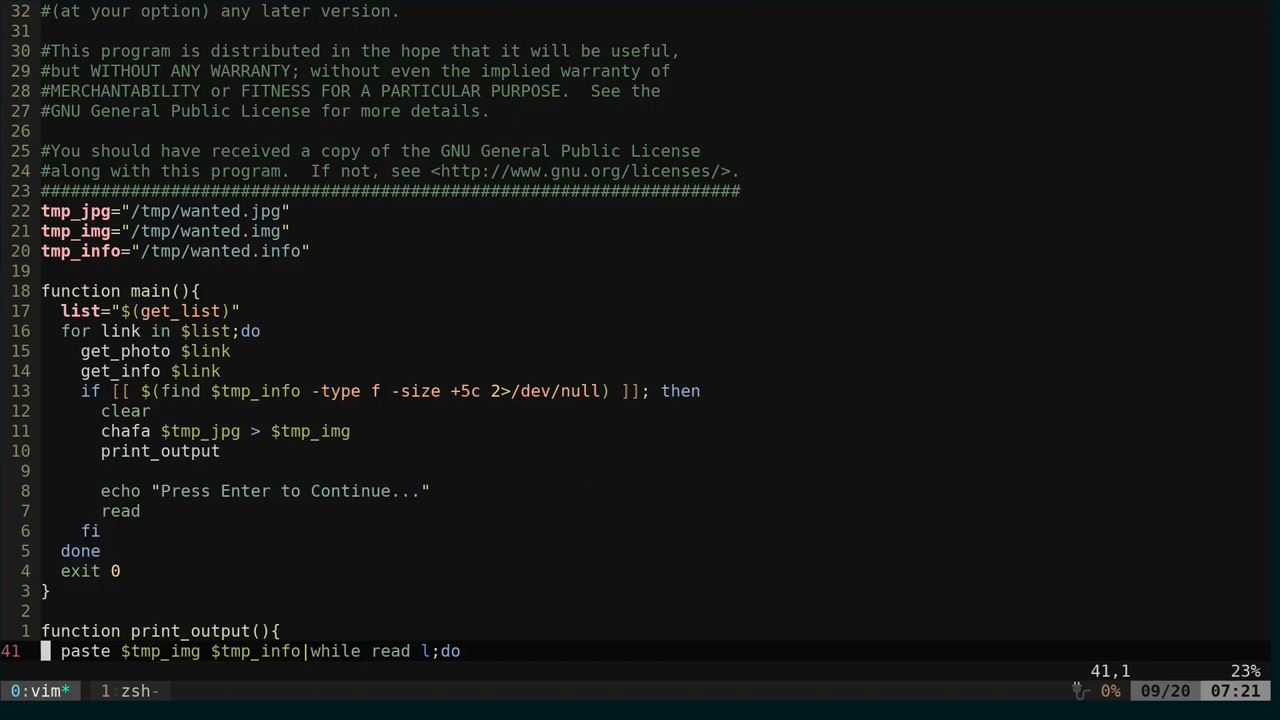 32 #(at your option) any later version.
31
30 #This program is distributed in the hope that it will be useful,
29 #but WITHOUT ANY WARRANTY; without even the implied warranty of
28 #MERCHANTABILITY or FITNESS FOR A PARTICULAR PURPOSE.  See the
27 #GNU General Public License for more details.
26
25 #You should have received a copy of the GNU General Public License
24 #along with this program.  If not, see <http://www.gnu.org/licenses/>.
23 ######################################################################
22 tmp_jpg="/tmp/wanted.jpg"
21 tmp_img="/tmp/wanted.img"
20 tmp_info="/tmp/wanted.info"
19
18 function main(){
17   list="$(get_list)"
16   for link in $list;do
15     get_photo $link
14     get_info $link
13     if [[ $(find $tmp_info -type f -size +5c 2>/dev/null) ]]; then
12       clear
11       chafa $tmp_jpg > $tmp_img
10       print_output
9
8       echo "Press Enter to Continue..."
7       read
6     fi
5   done
4   exit 0
3 }
2
1 function print_output(){
41   paste $tmp_img $tmp_info|while read l;do
41,1 23%
0:vim* 1:zsh- 0% 09/20 07:21